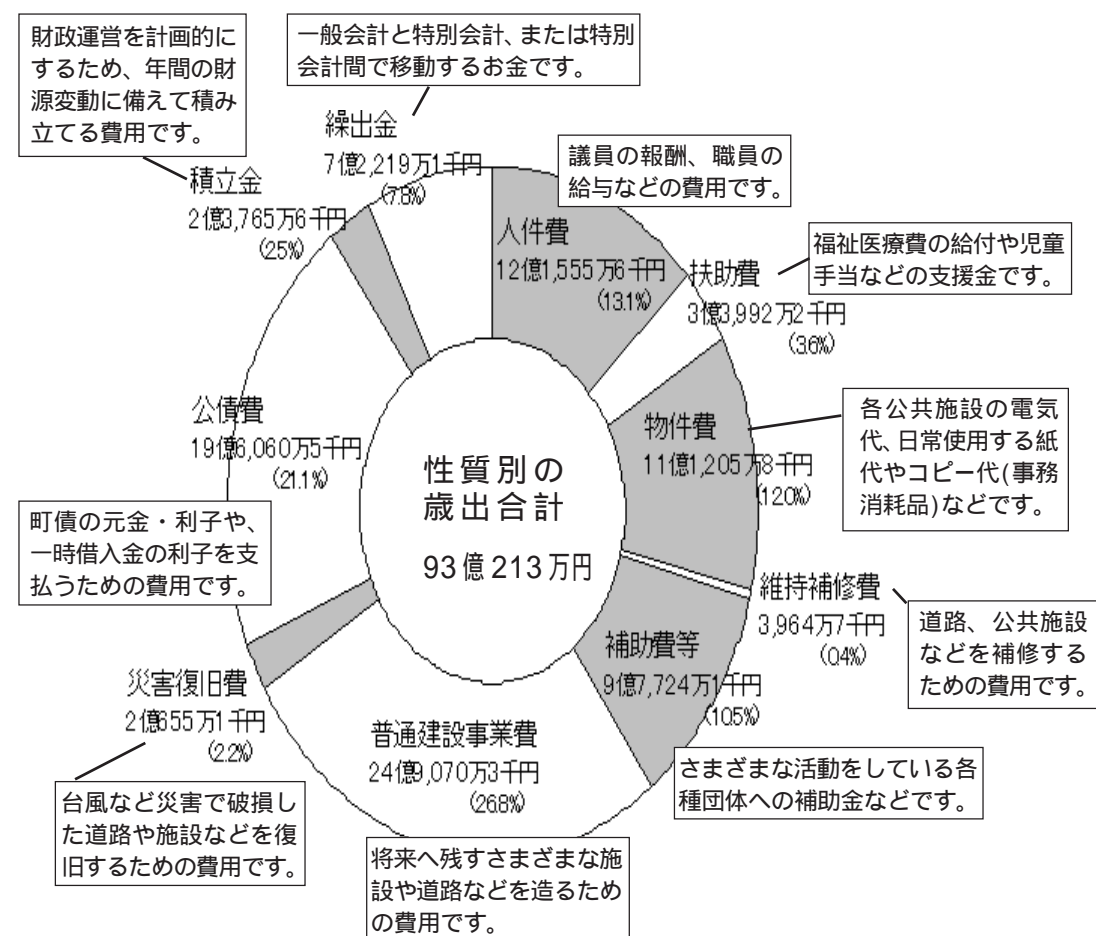 財政運営を計画的に
するため、年間の財
源変動に備えて積み
立てる費用です。
一般会計と特別会計、または特別
会計間で移動するお金です。
繰出金
7億2,219万1千円
(7.8%)
議員の報酬、職員の
給与などの費用です。
積立金
2億3,765万6千円
(2.5%)
人件費
12億1,555万6千円
(13.1%)
福祉医療費の給付や児童
手当などの支援金です。
扶助費
3億3,992万2千円
(3.6%)
各公共施設の電気
代、日常使用する紙
代やコピー代(事務
消耗品)などです。
物件費
11億1,205万8千円
(12.0%)
公債費
19億6,060万5千円
(21.1%)
性質別の
歳出合計
93億213万円
町債の元金・利子や、
一時借入金の利子を支
払うための費用です。
維持補修費
3,964万7千円
(0.4%)
道路、公共施設
などを補修する
ための費用です。
補助費等
9億7,724万1千円
(10.5%)
災害復旧費
2億655万1千円
(2.2%)
普通建設事業費
24億9,070万3千円
(26.8%)
さまざまな活動をしている各
種団体への補助金などです。
台風など災害で破損し
た道路や施設などを復
旧するための費用です。
将来へ残すさまざまな施
設や道路などを造るため
の費用です。